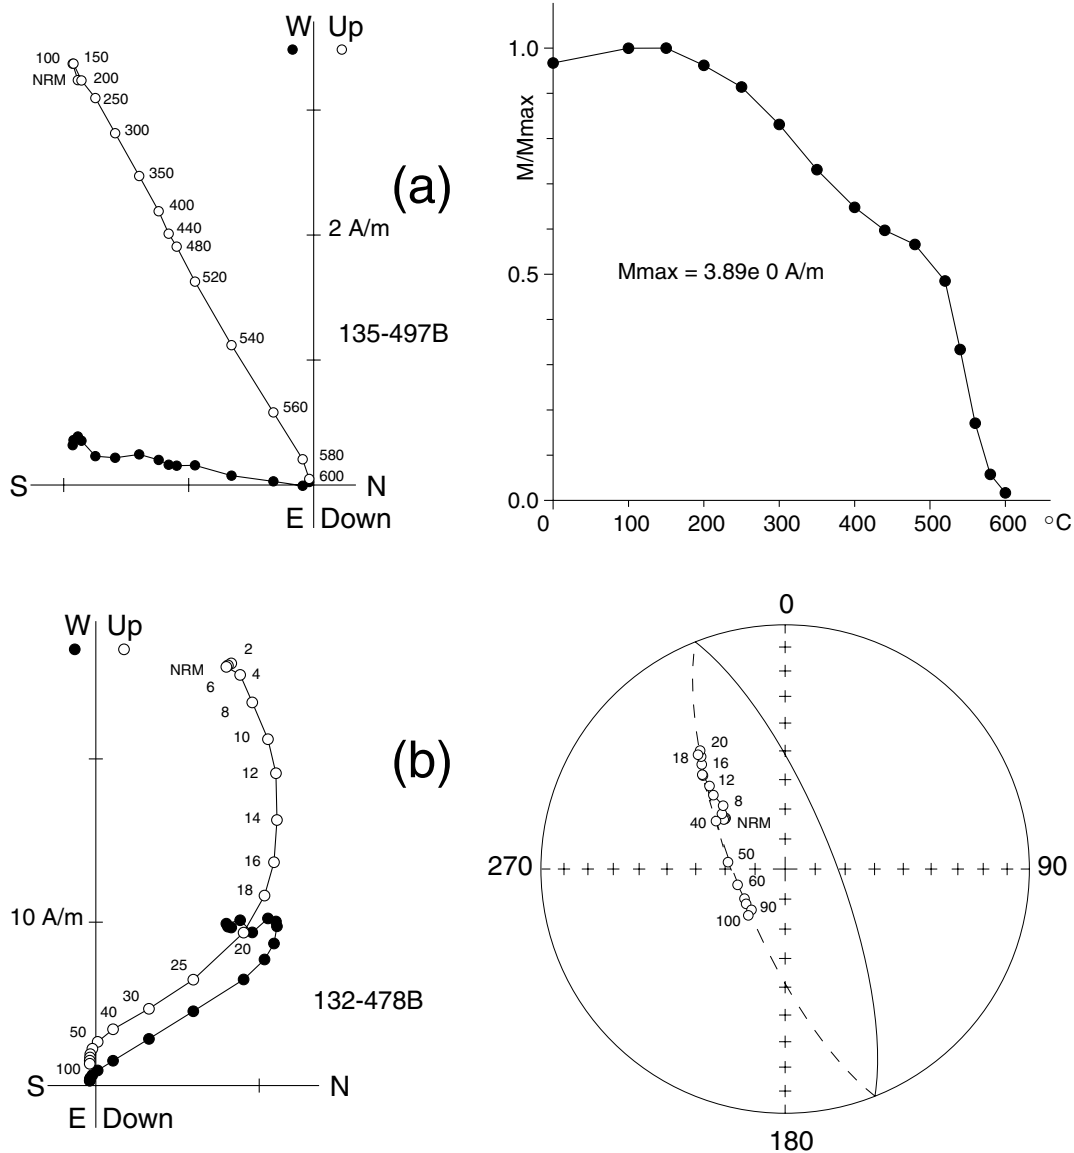 W Up
100 150
NRM 200
250
300
350
400
440
480
2 A/m
520
135-497B
540
560
580
600
S N
E Down
(a)
1.0
M/Mmax
0.5
Mmax = 3.89e 0 A/m
0.0
0 100 200 300 400 500 600 °C
W Up
NRM 2
4
6
8
10
12
14
16
18
10 A/m
20
25
132-478B
30
40
50
100
S N
E Down
(b)
0
20
18 16
12
8
40 NRM
50
270 90
60
90
100
180